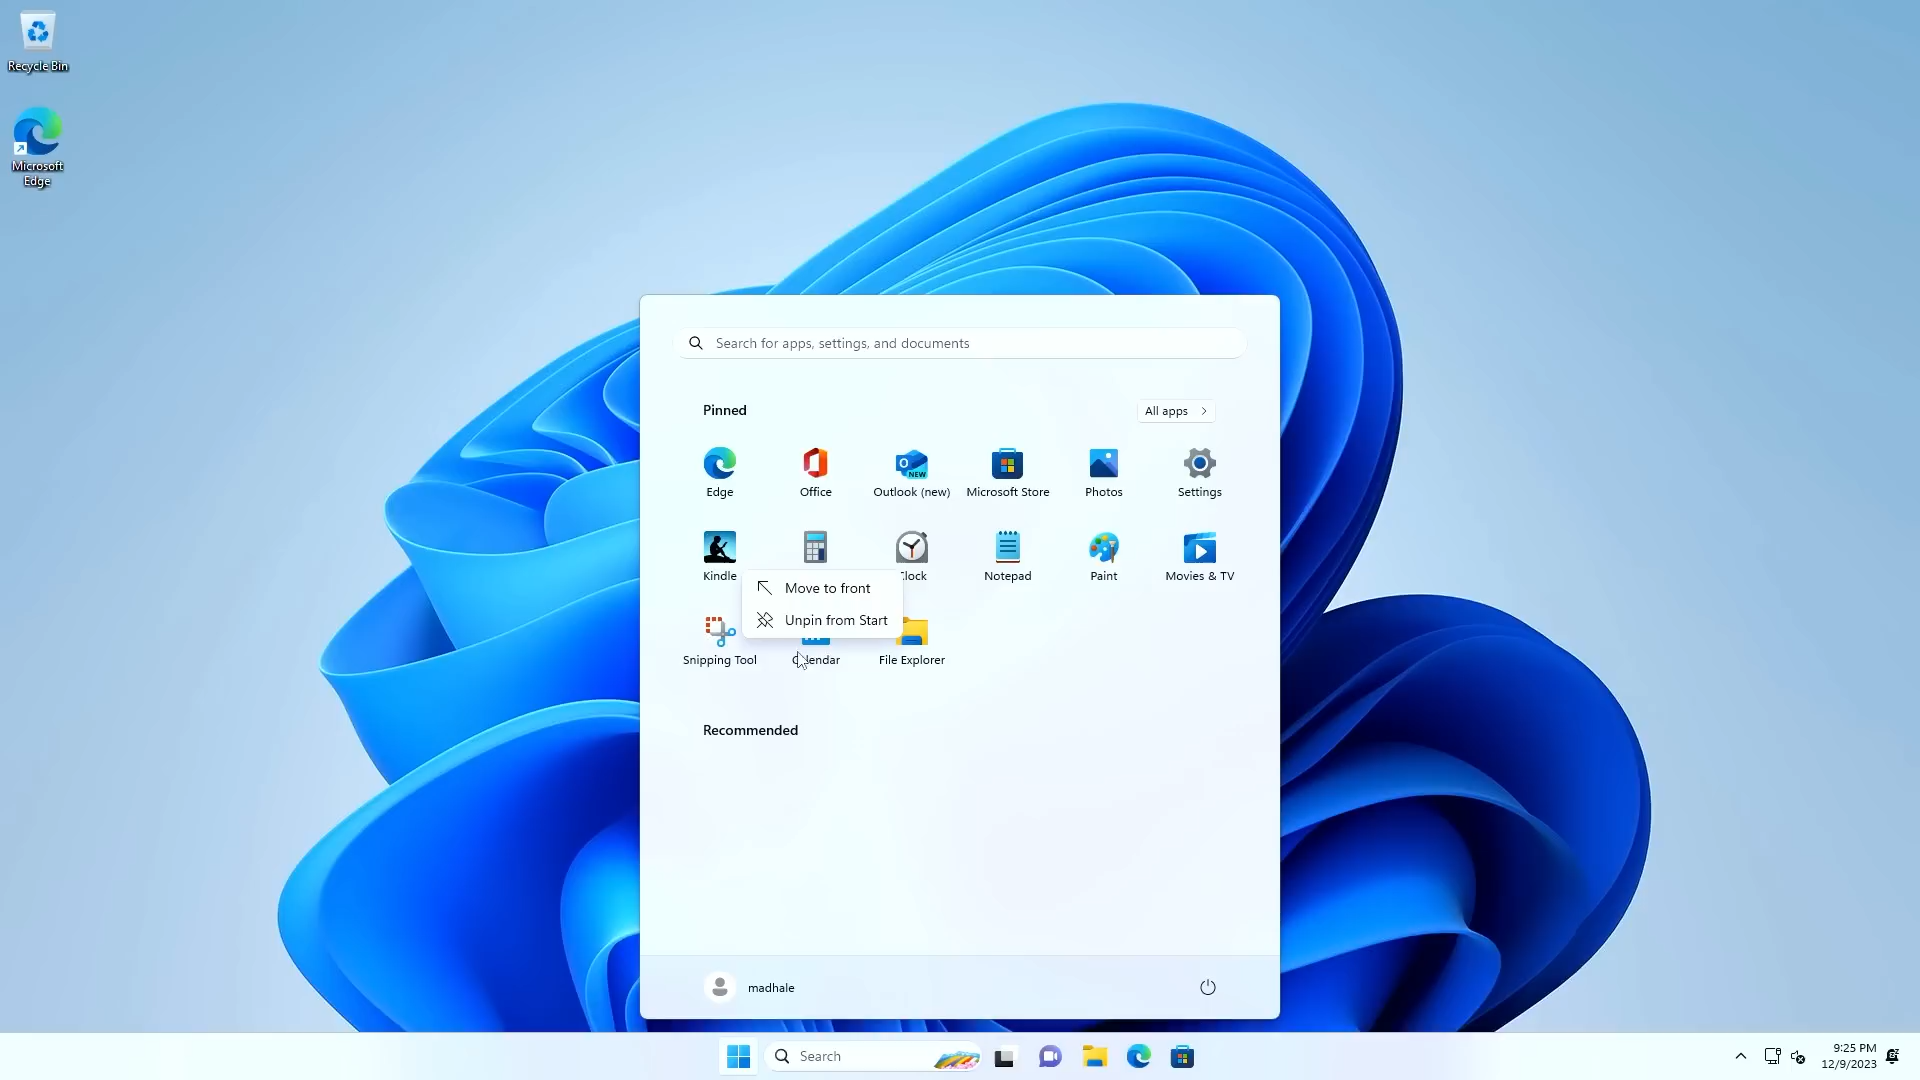 Recycle Bin
Microsoft
Edge
Search for apps, settings, and documents
Pinned
All apps
Edge
Office
Outlook (new)
Microsoft Store
Photos
Settings
Kindle
Notepad
Paint
Movies & TV
Move to front
Unpin from Start
Snipping Tool
File Explorer
Recommended
madhale
Search
9:25 PM
12/9/2023